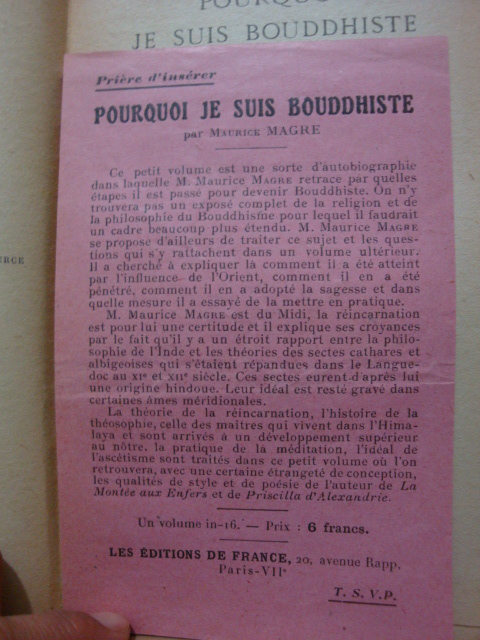 POURQUOI
JE SUIS BOUDDHISTE
Prière d'insérer
POURQUOI JE SUIS BOUDDHISTE
par MAURICE MAGRE
Ce petit volume est une sorte d'autobiographie
dans laquelle M. Maurice MAGRE retrace par quelles
étapes il est passé pour devenir Bouddhiste. On n'y
trouvera pas un exposé complet de la religion et de
la philosophie du Bouddhisme pour lequel il faudrait
un cadre beaucoup plus étendu. M. Maurice MAGRE
se propose d'ailleurs de traiter ce sujet et les ques-
tions qui s'y rattachent dans un volume ultérieur.
Il a cherché à expliquer là comment il a été atteint
par l'influence de l'Orient, comment il en a été
pénétré, comment il en a adopté la sagesse et dans
quelle mesure il a essayé de la mettre en pratique.
M. Maurice MAGRE est du Midi, la réincarnation
est pour lui une certitude et il explique ses croyances
par le fait qu'il y a un étroit rapport entre la philo-
sophie de l'Inde et les théories des sectes cathares et
albigeoises qui s'étaient répandues dans le Langue-
doc au XIe et XIIe siècle. Ces sectes eurent d'après lui
une origine hindoue. Leur idéal est resté gravé dans
certaines âmes méridionales.
La théorie de la réincarnation, l'histoire de la
théosophie, celle des maîtres qui vivent dans l'Hima-
laya et sont arrivés à un développement supérieur
au nôtre, la pratique de la méditation, l'idéal de
l'ascétisme sont traités dans ce petit volume où l'on
retrouvera, avec une certaine étrangeté de conception,
les qualités de style et de poésie de l'auteur de La
Montée aux Enfers et de Priscilla d'Alexandrie.
Un volume in-16. — Prix : 6 francs.
LES ÉDITIONS DE FRANCE, 20, avenue Rapp,
Paris-VIIe
T. S. V. P.